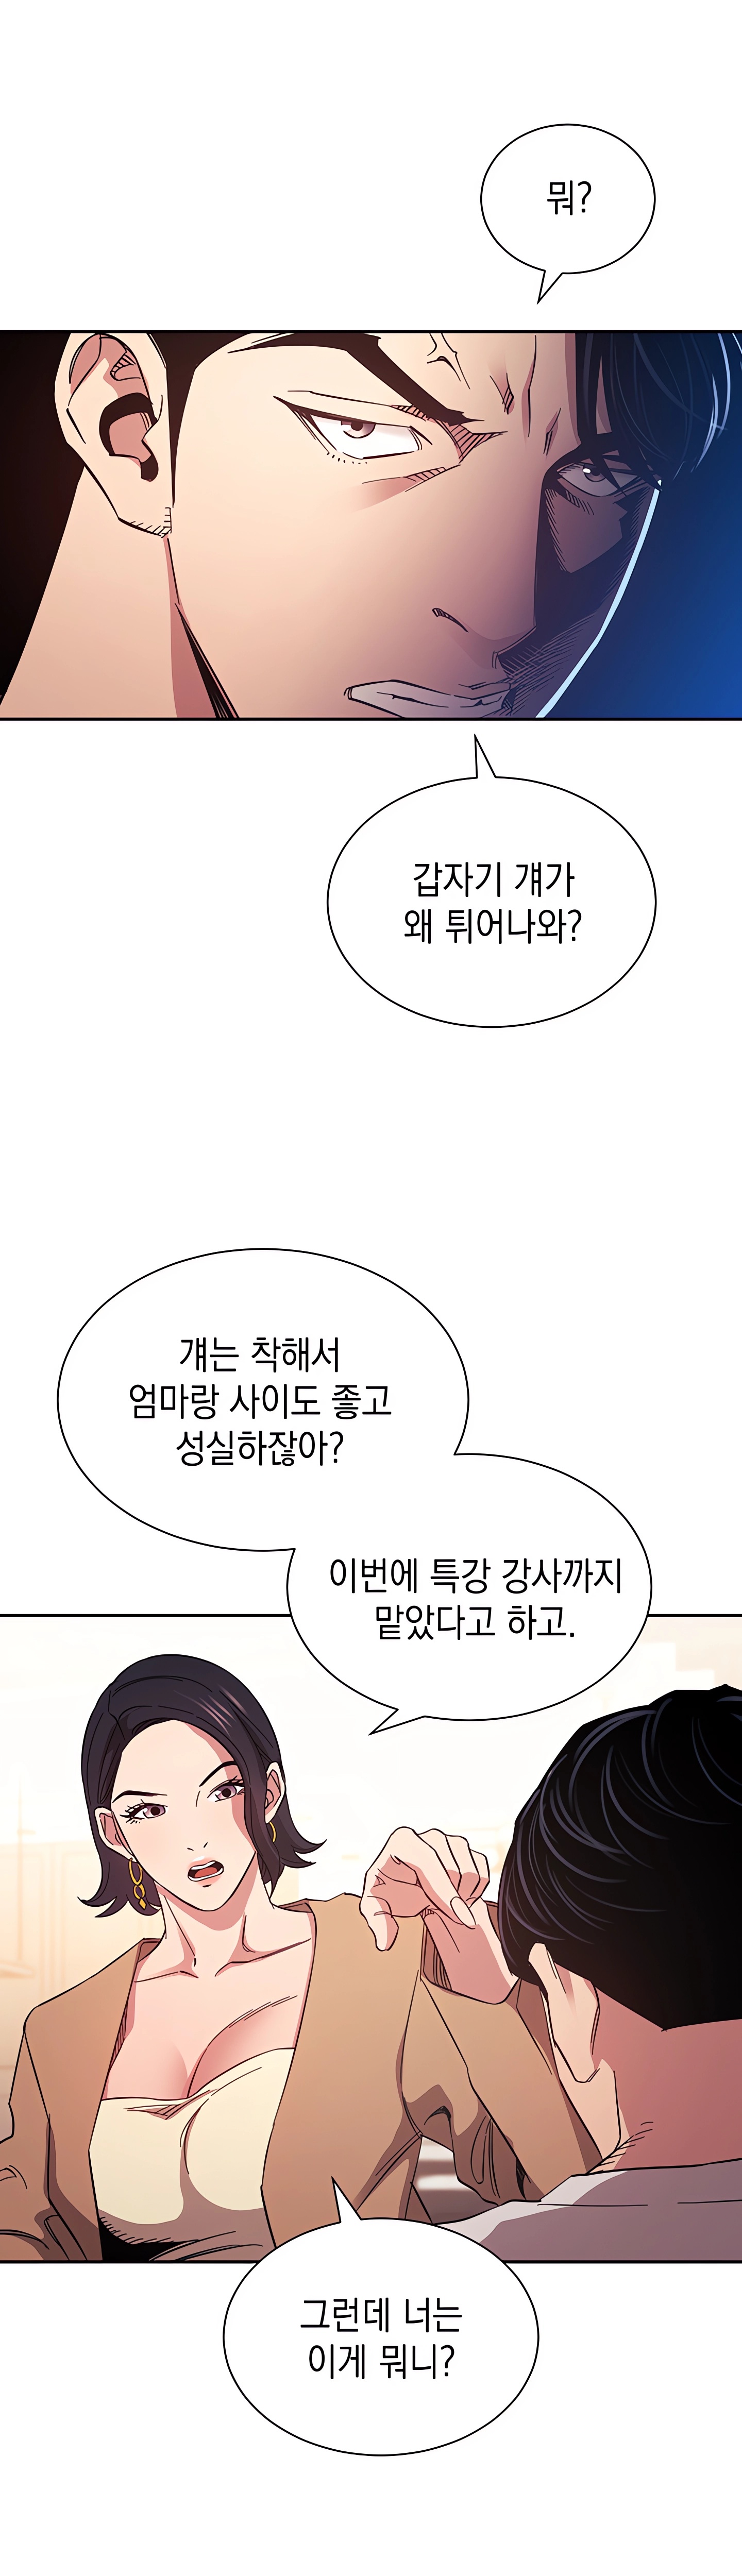 뭐?
갑자기 걔가
왜 튀어나와?
걔는 착해서
엄마랑 사이도 좋고
성실하잖아?
이번에 특강 강사까지
맡았다고 하고.
그런데 너는
이게 뭐니?